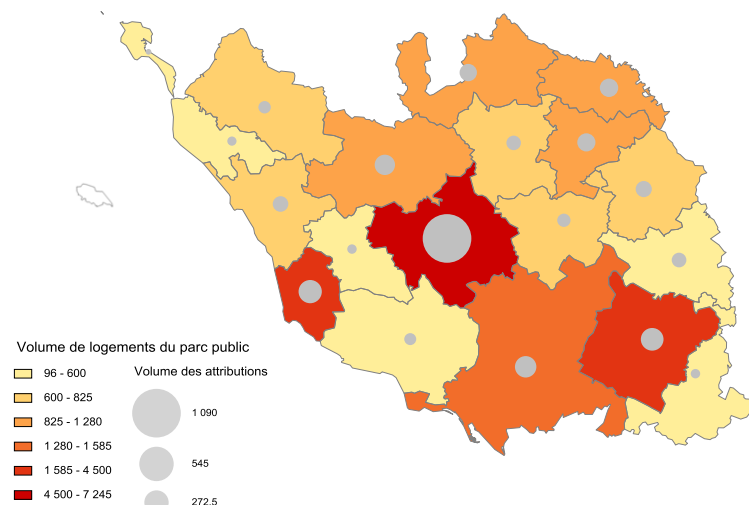 Volume de logements du parc public
96 - 600
600 - 825
825 - 1 280
1 280 - 1 585
1 585 - 4 500
4 500 - 7 245
Volume des attributions
1 090
545
272.5